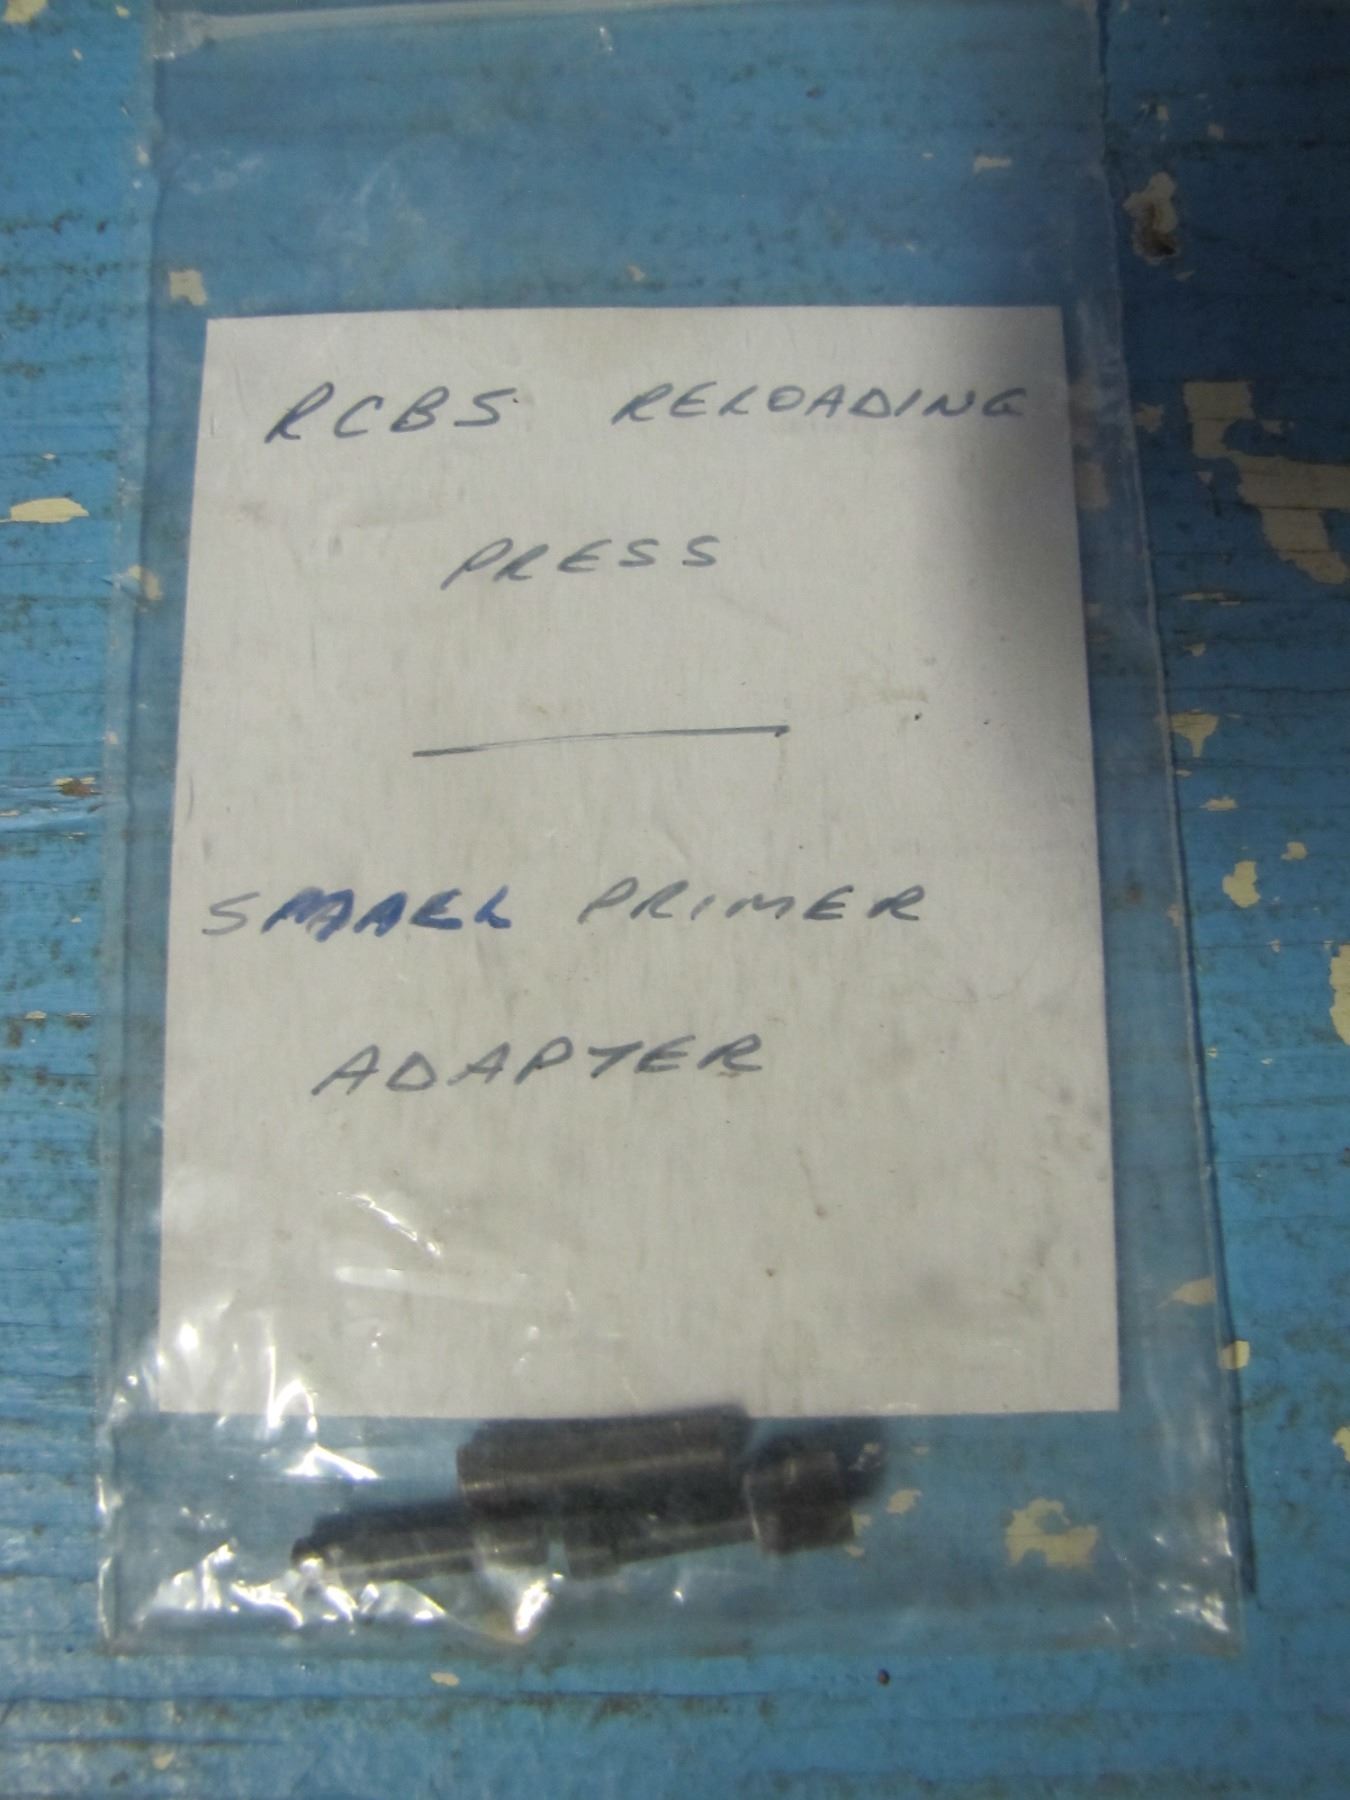 RCBS RELOADING
PRESS
SMALL PRIMER
ADAPTER